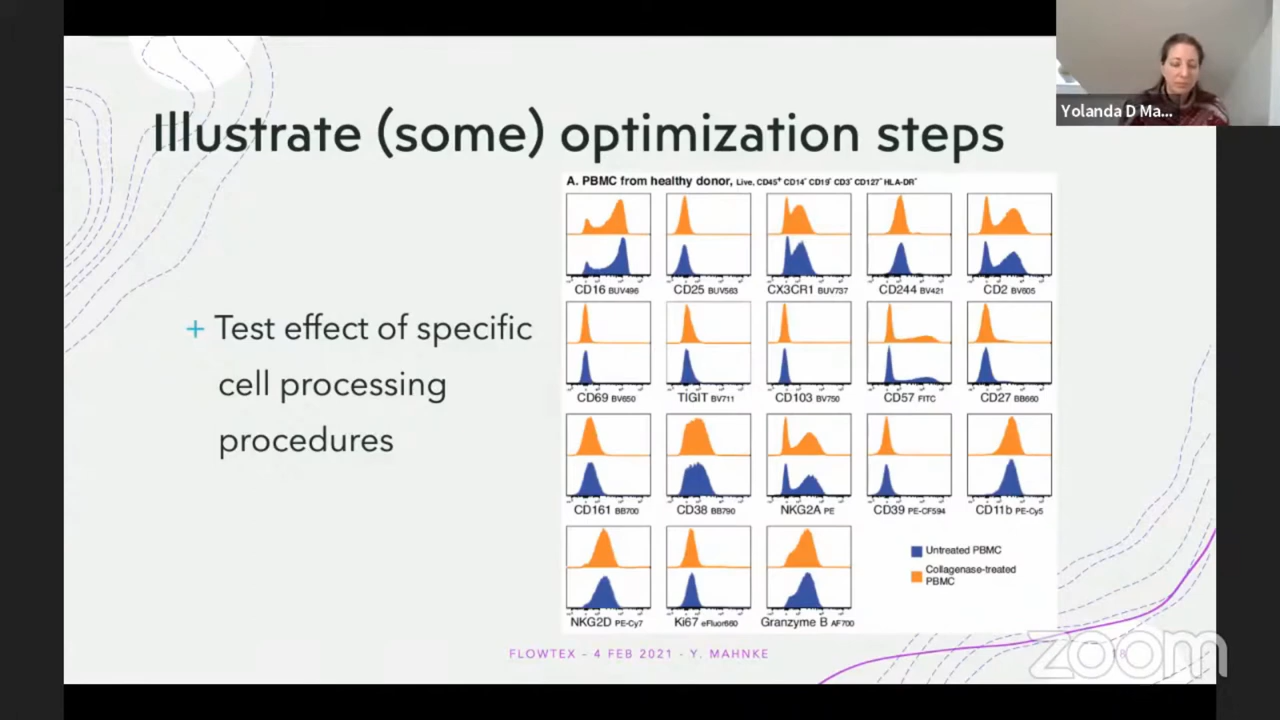 Illustrate (some) optimization steps
Yolanda D Ma...
+ Test effect of specific
cell processing
procedures
A. PBMC from healthy donor, Live, CD45⁺ CD14⁻ CD19⁻ CD3⁻ CD127⁻ HLA-DR⁻
CD16 BUV496
CD25 BUV563
CX3CR1 BUV737
CD244 BV421
CD2 BV605
CD69 BV650
TIGIT BV711
CD103 BV750
CD57 FITC
CD27 BB660
CD161 BB700
CD38 BB790
NKG2A PE
CD39 PE-CF594
CD11b PE-Cy5
NKG2D PE-Cy7
Ki67 eFluor660
Granzyme B AF700
Untreated PBMC
Collagenase-treated
PBMC
FLOWTEX – 4 FEB 2021 - Y. MAHNKE
zoom